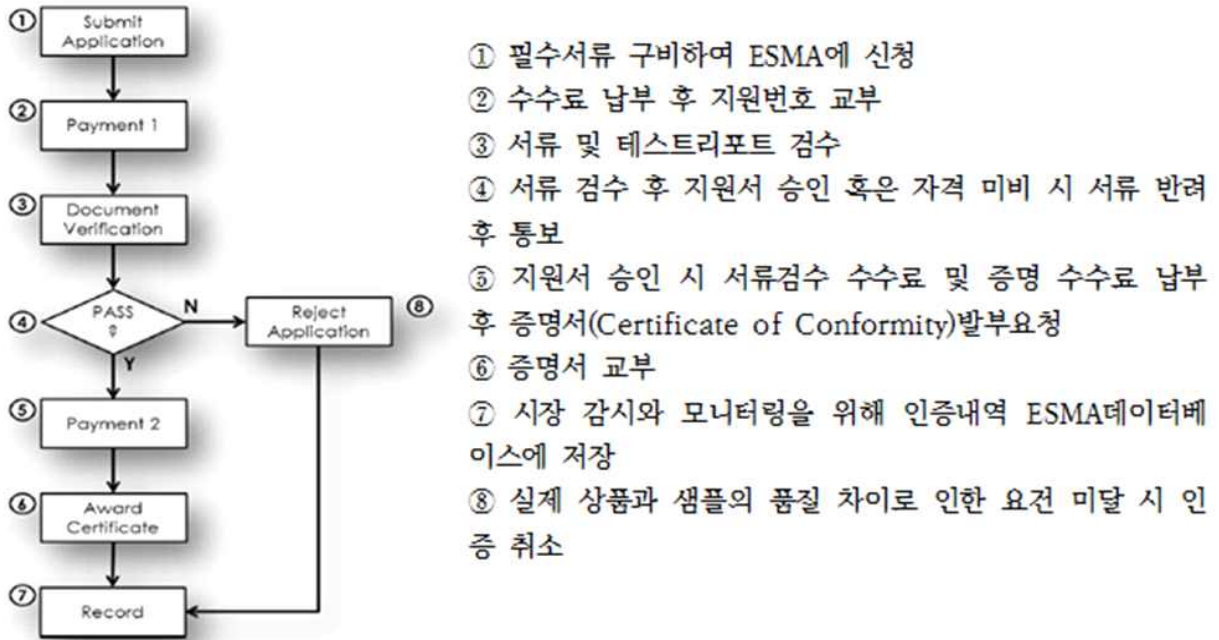 ①
Submit
Application
②
Payment 1
③
Document
Verification
④
PASS
?
N
Y
Reject
Application
⑧
⑤
Payment 2
⑥
Award
Certificate
⑦
Record
① 필수서류 구비하여 ESMA에 신청
② 수수료 납부 후 지원번호 교부
③ 서류 및 테스트리포트 검수
④ 서류 검수 후 지원서 승인 혹은 자격 미비 시 서류 반려
후 통보
⑤ 지원서 승인 시 서류검수 수수료 및 증명 수수료 납부
후 증명서(Certificate of Conformity)발부요청
⑥ 증명서 교부
⑦ 시장 감시와 모니터링을 위해 인증내역 ESMA데이터베
이스에 저장
⑧ 실제 상품과 샘플의 품질 차이로 인한 요건 미달 시 인
증 취소